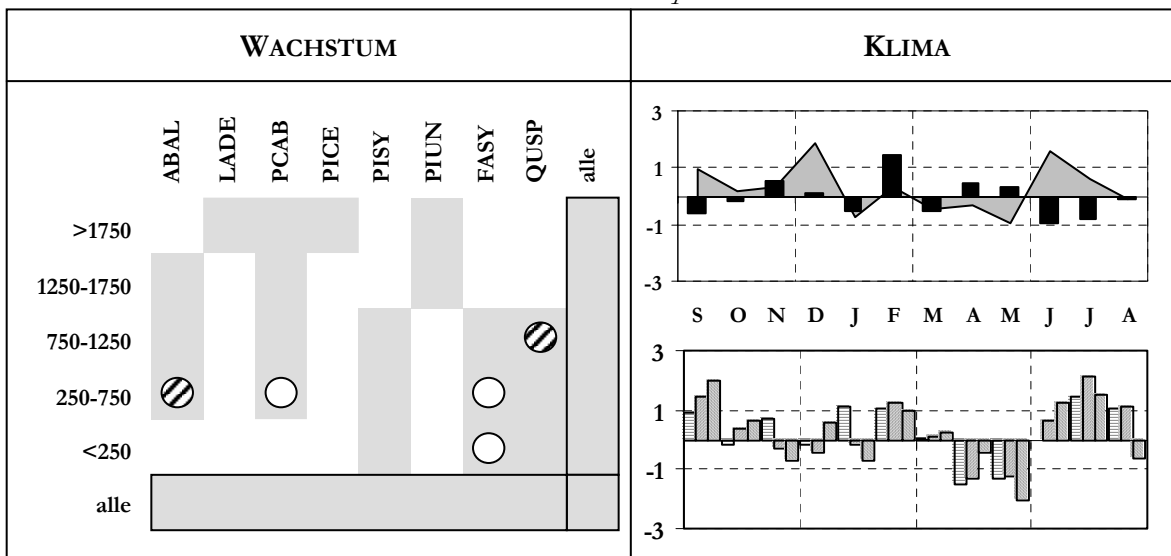 WACHSTUM
KLIMA
ABAL LADE PCAB PICE PISY PIUN FASY QUSP alle
>1750
1250-1750
750-1250
250-750
<250
alle
3
1
-1
-3
S O N D J F M A M J J A
3
1
-1
-3